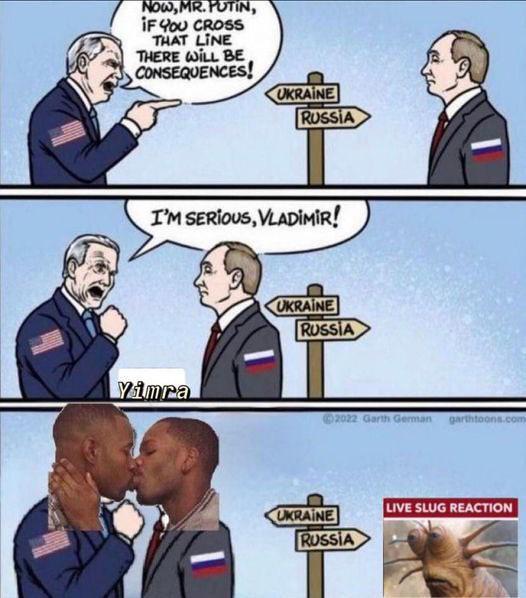 NOW, MR. PUTIN,
iF YOU CROSS
THAT LiNE
THERE WiLL BE
CONSEQUENCES!
UKRAiNE
RUSSiA
I'M SERiOUS, VLADiMiR!
UKRAiNE
RUSSiA
Yimra
©2022 Garth German garthtoons.com
UKRAiNE
RUSSiA
LIVE SLUG REACTION